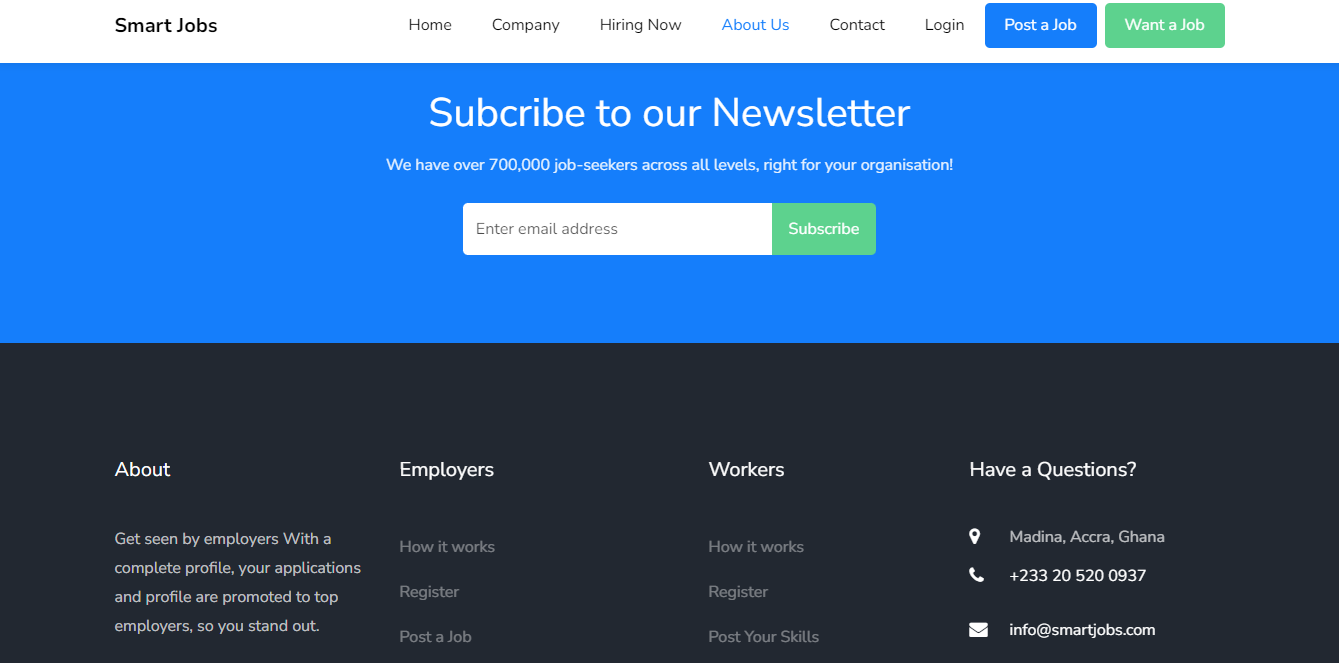 Smart Jobs
Home
Company
Hiring Now
About Us
Contact
Login
Post a Job
Want a Job
Subcribe to our Newsletter
We have over 700,000 job-seekers across all levels, right for your organisation!
Enter email address
Subscribe
About
Get seen by employers With a
complete profile, your applications
and profile are promoted to top
employers, so you stand out.
Employers
How it works
Register
Post a Job
Workers
How it works
Register
Post Your Skills
Have a Questions?
Madina, Accra, Ghana
+233 20 520 0937
info@smartjobs.com